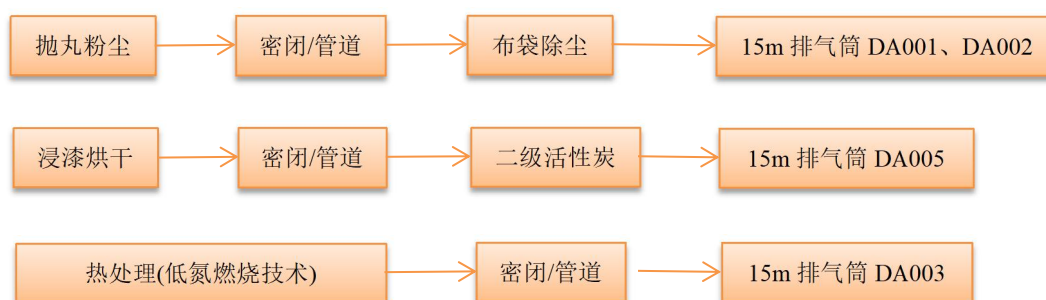 抛丸粉尘
密闭/管道
布袋除尘
15m 排气筒 DA001、DA002
浸漆烘干
密闭/管道
二级活性炭
15m 排气筒 DA005
热处理(低氮燃烧技术)
密闭/管道
15m 排气筒 DA003